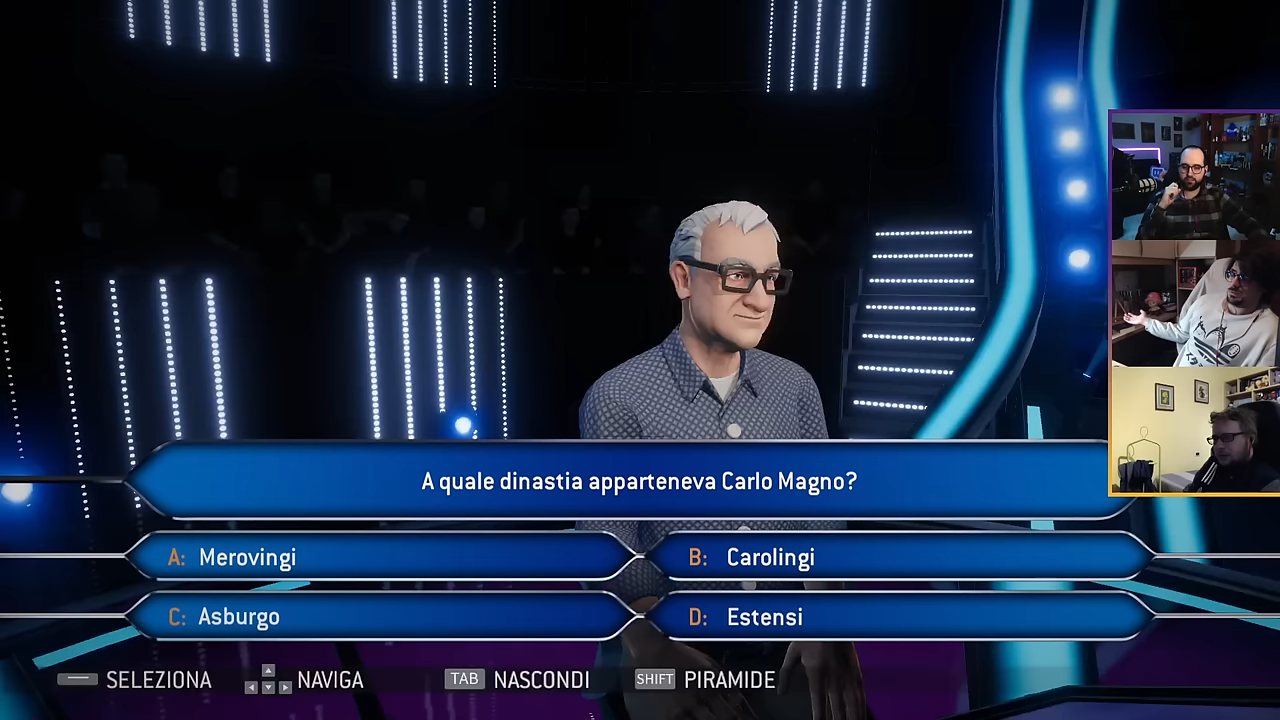 A quale dinastia apparteneva Carlo Magno?
A: Merovingi
B: Carolingi
C: Asburgo
D: Estensi
SELEZIONA NAVIGA TAB NASCONDI SHIFT PIRAMIDE